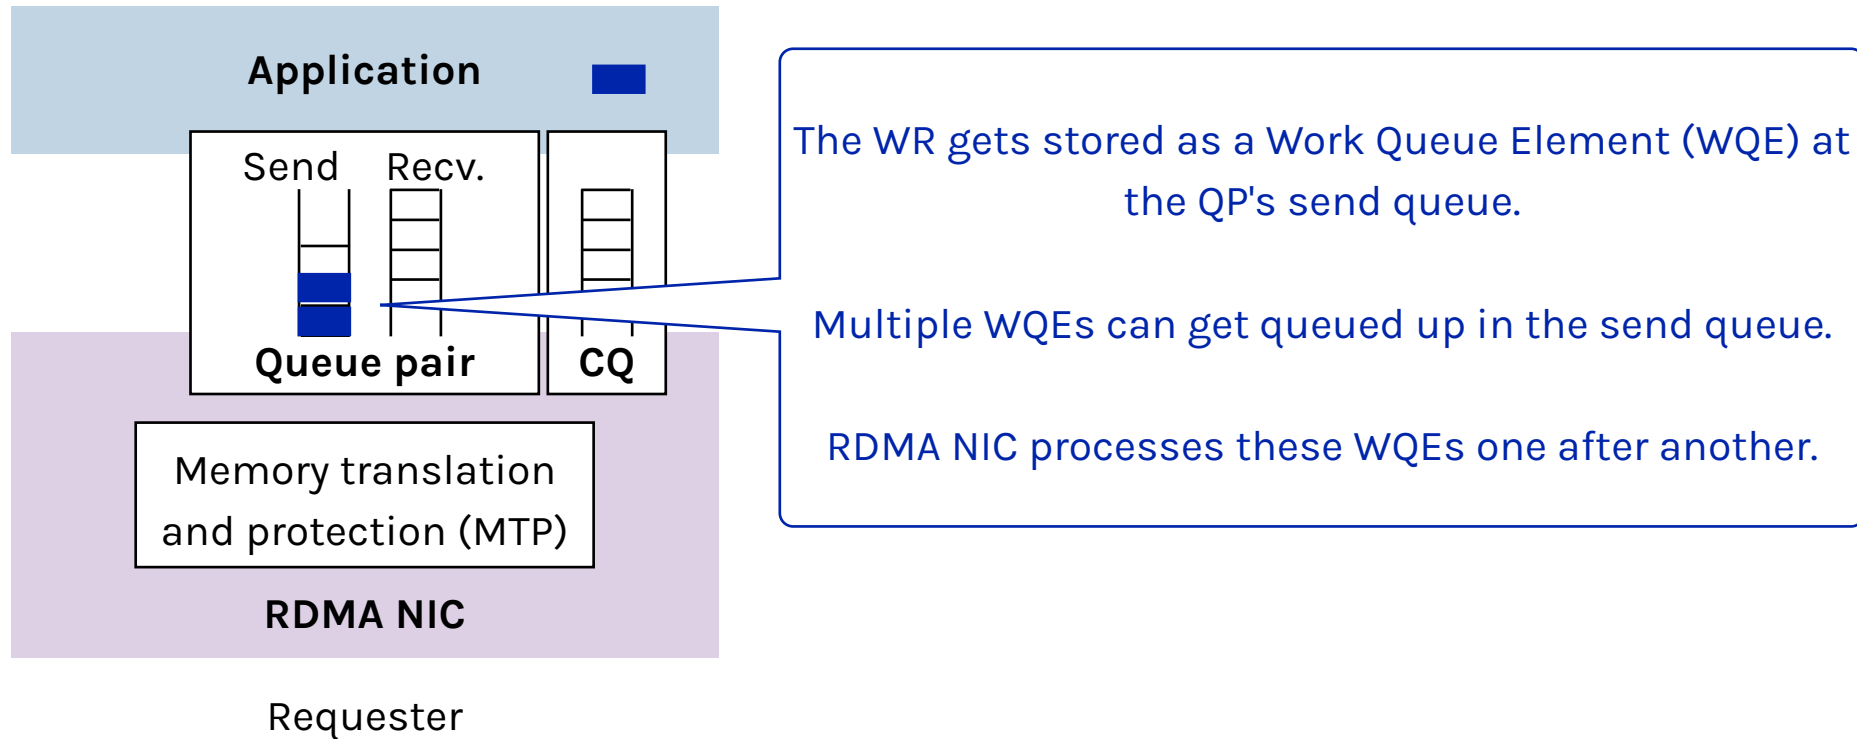 Application
Send Recv.
Queue pair
CQ
Memory translation
and protection (MTP)
RDMA NIC
Requester
The WR gets stored as a Work Queue Element (WQE) at
the QP's send queue.
Multiple WQEs can get queued up in the send queue.
RDMA NIC processes these WQEs one after another.